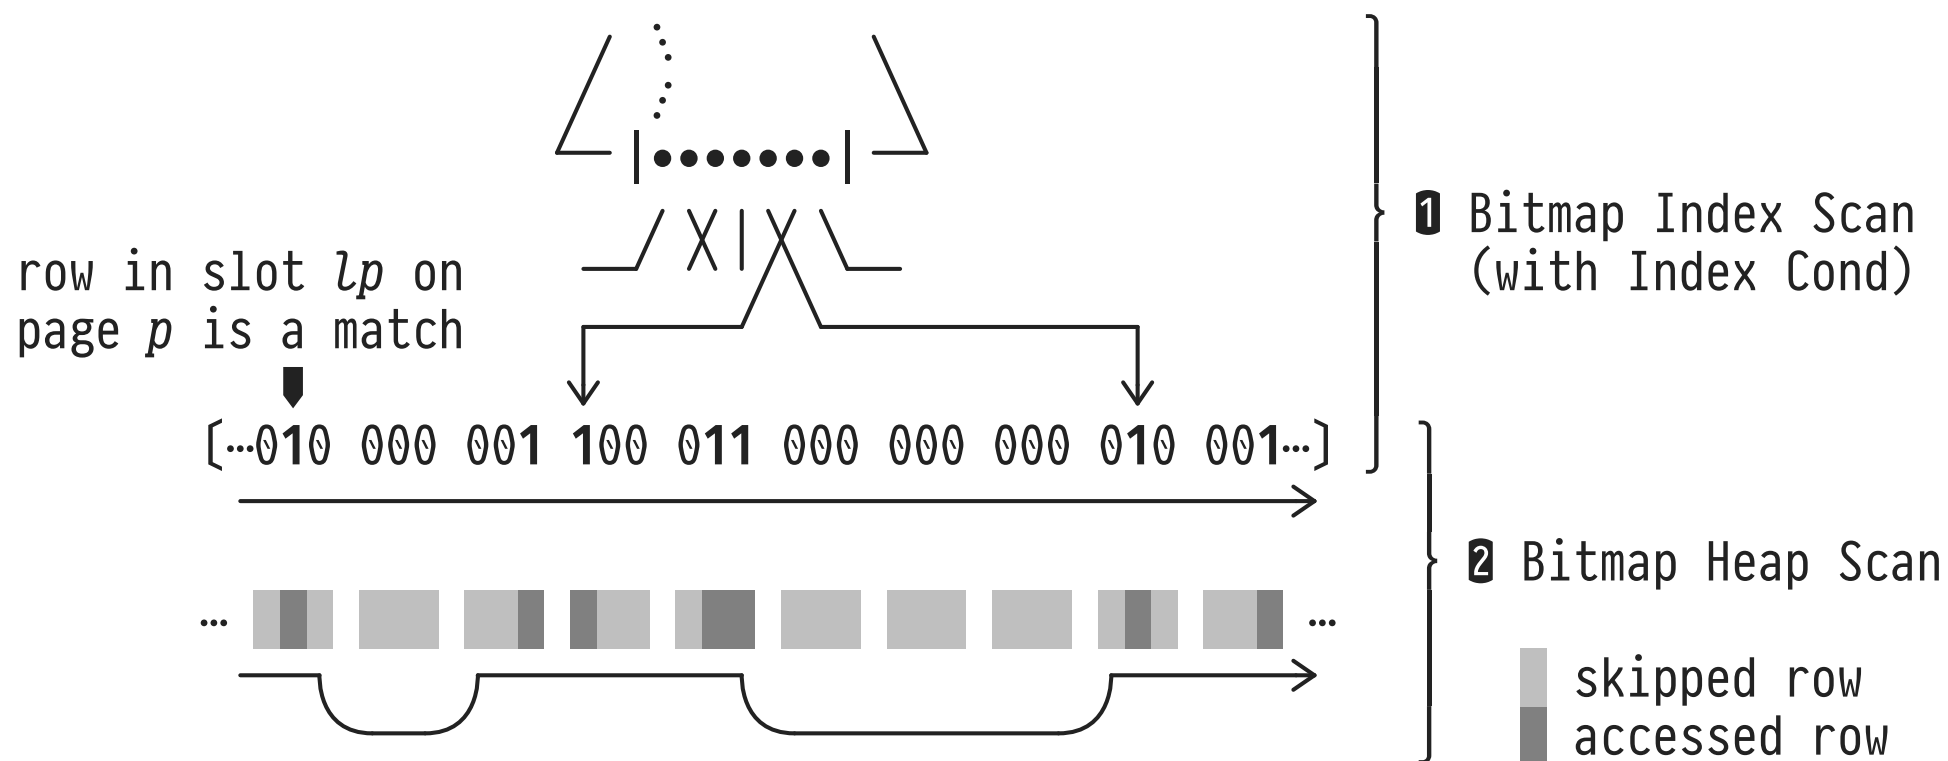 1 Bitmap Index Scan
(with Index Cond)
row in slot lp on
page p is a match
[…010 000 001 100 011 000 000 000 010 001…]
2 Bitmap Heap Scan
… …
skipped row
accessed row